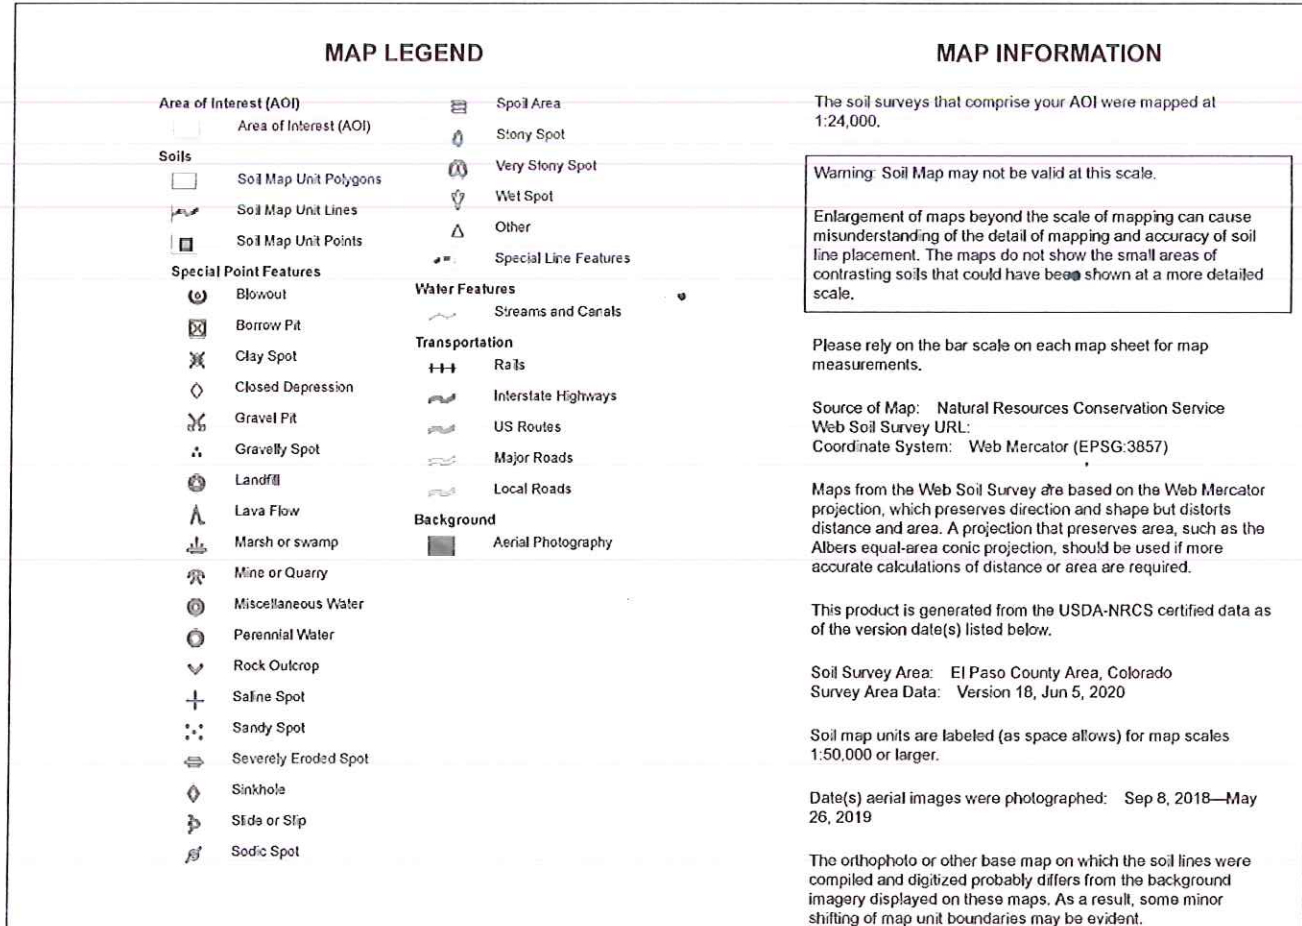 MAP LEGEND
Area of Interest (AOI)
Area of Interest (AOI)
Soils
Soil Map Unit Polygons
Soil Map Unit Lines
Soil Map Unit Points
Special Point Features
Blowout
Borrow Pit
Clay Spot
Closed Depression
Gravel Pit
Gravelly Spot
Landfill
Lava Flow
Marsh or swamp
Mine or Quarry
Miscellaneous Water
Perennial Water
Rock Outcrop
Saline Spot
Sandy Spot
Severely Eroded Spot
Sinkhole
Slide or Slip
Sodic Spot
Spoil Area
Stony Spot
Very Stony Spot
Wet Spot
Other
Special Line Features
Water Features
Streams and Canals
Transportation
Rails
Interstate Highways
US Routes
Major Roads
Local Roads
Background
Aerial Photography
MAP INFORMATION
The soil surveys that comprise your AOI were mapped at
1:24,000.
Warning: Soil Map may not be valid at this scale.
Enlargement of maps beyond the scale of mapping can cause
misunderstanding of the detail of mapping and accuracy of soil
line placement. The maps do not show the small areas of
contrasting soils that could have been shown at a more detailed
scale.
Please rely on the bar scale on each map sheet for map
measurements.
Source of Map: Natural Resources Conservation Service
Web Soil Survey URL:
Coordinate System: Web Mercator (EPSG:3857)
Maps from the Web Soil Survey are based on the Web Mercator
projection, which preserves direction and shape but distorts
distance and area. A projection that preserves area, such as the
Albers equal-area conic projection, should be used if more
accurate calculations of distance or area are required.
This product is generated from the USDA-NRCS certified data as
of the version date(s) listed below.
Soil Survey Area: El Paso County Area, Colorado
Survey Area Data: Version 18, Jun 5, 2020
Soil map units are labeled (as space allows) for map scales
1:50,000 or larger.
Date(s) aerial images were photographed: Sep 8, 2018—May
26, 2019
The orthophoto or other base map on which the soil lines were
compiled and digitized probably differs from the background
imagery displayed on these maps. As a result, some minor
shifting of map unit boundaries may be evident.